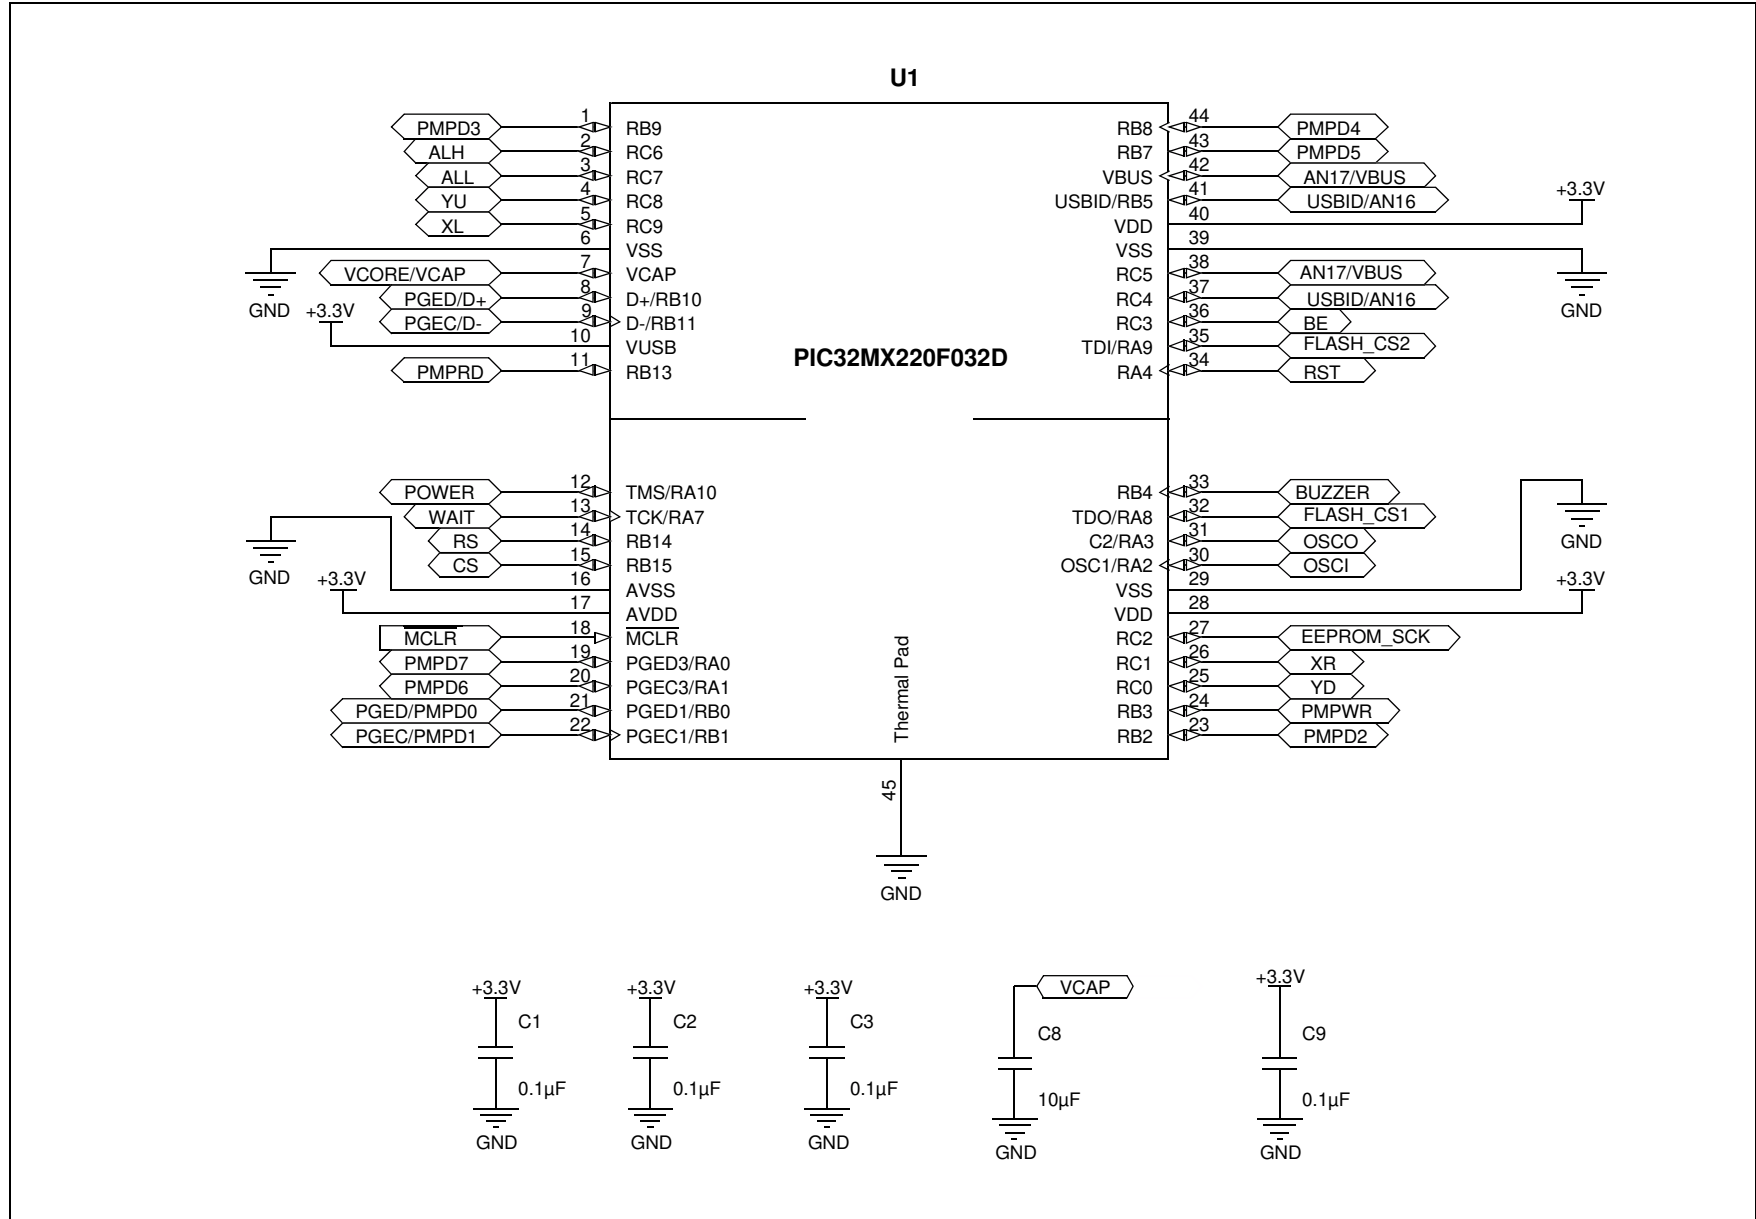 U1
PMPD3 1 RB9 RB8 44 PMPD4
ALH 2 RC6 RB7 43 PMPD5
ALL 3 RC7 VBUS 42 AN17/VBUS
YU 4 RC8 USBID/RB5 41 USBID/AN16 +3.3V
XL 5 RC9 VDD 40
6 VSS VSS 39
VCORE/VCAP 7 VCAP RC5 38 AN17/VBUS
PGED/D+ 8 D+/RB10 RC4 37 USBID/AN16
GND +3.3V PGEC/D- 9 D-/RB11 RC3 36 BE GND
10 VUSB TDI/RA9 35 FLASH_CS2
PIC32MX220F032D
PMPRD 11 RB13 RA4 34 RST
POWER 12 TMS/RA10 RB4 33 BUZZER
WAIT 13 TCK/RA7 TDO/RA8 32 FLASH_CS1
RS 14 RB14 C2/RA3 31 OSCO GND
CS 15 RB15 OSC1/RA2 30 OSCI
GND +3.3V 16 AVSS VSS 29 +3.3V
17 AVDD VDD 28
MCLR 18 MCLR RC2 27 EEPROM_SCK
PMPD7 19 PGED3/RA0 RC1 26 XR
PMPD6 20 PGEC3/RA1 RC0 25 YD
PGED/PMPD0 21 PGED1/RB0 RB3 24 PMPWR
PGEC/PMPD1 22 PGEC1/RB1 RB2 23 PMPD2
Thermal Pad
45
GND
+3.3V +3.3V +3.3V VCAP +3.3V
C1 C2 C3 C8 C9
0.1µF 0.1µF 0.1µF 10µF 0.1µF
GND GND GND GND GND